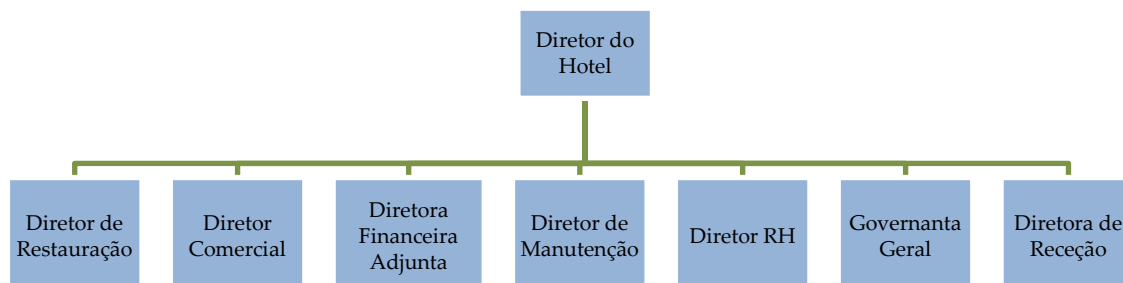 Diretor do
Hotel
Diretor de
Restauração
Diretor
Comercial
Diretora
Financeira
Adjunta
Diretor de
Manutenção
Diretor RH
Governanta
Geral
Diretora de
Receção